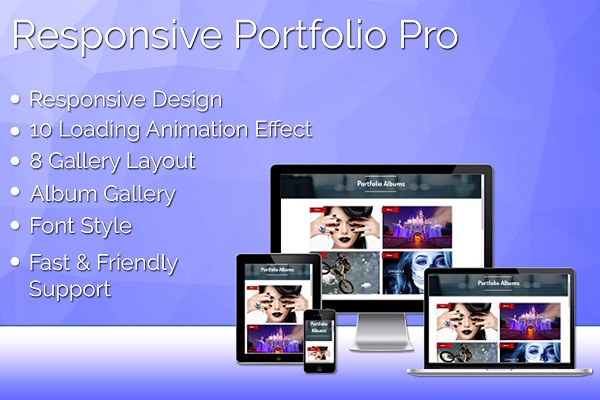 Responsive Portfolio Pro
Responsive Design
10 Loading Animation Effect
8 Gallery Layout
Album Gallery
Font Style
Fast & Friendly
Support
Portfolio Albums
Portfolio Albums
Portfolio Albums
Portfolio Albums